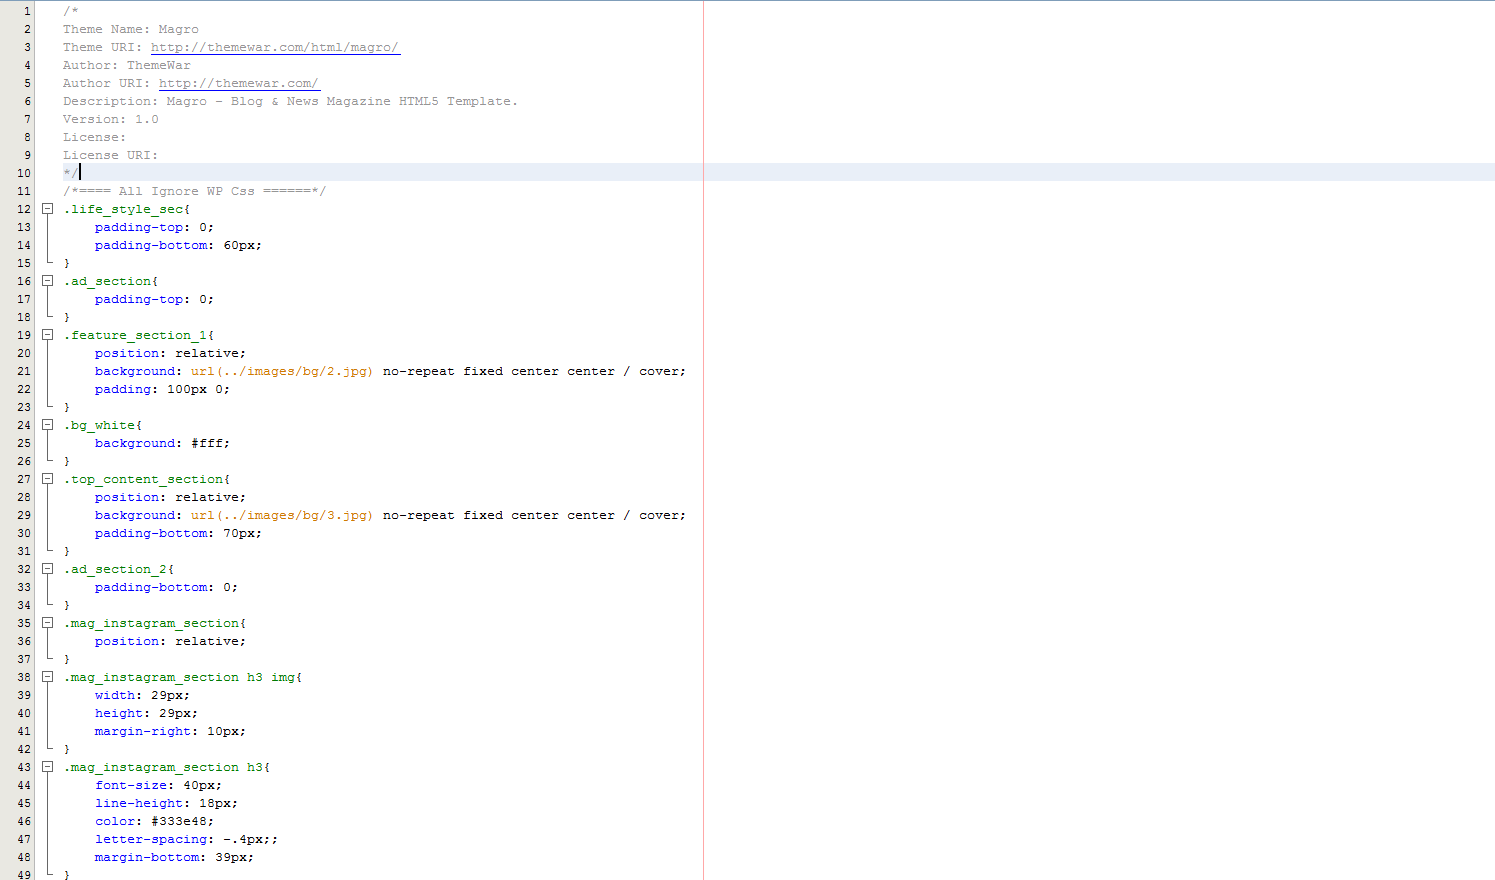 1 /*
2 Theme Name: Magro
3 Theme URI: http://themewar.com/html/magro/
4 Author: ThemeWar
5 Author URI: http://themewar.com/
6 Description: Magro - Blog & News Magazine HTML5 Template.
7 Version: 1.0
8 License:
9 License URI:
10 */
11 /*==== All Ignore WP Css ======*/
12 .life_style_sec{
13 padding-top: 0;
14 padding-bottom: 60px;
15 }
16 .ad_section{
17 padding-top: 0;
18 }
19 .feature_section_1{
20 position: relative;
21 background: url(../images/bg/2.jpg) no-repeat fixed center center / cover;
22 padding: 100px 0;
23 }
24 .bg_white{
25 background: #fff;
26 }
27 .top_content_section{
28 position: relative;
29 background: url(../images/bg/3.jpg) no-repeat fixed center center / cover;
30 padding-bottom: 70px;
31 }
32 .ad_section_2{
33 padding-bottom: 0;
34 }
35 .mag_instagram_section{
36 position: relative;
37 }
38 .mag_instagram_section h3 img{
39 width: 29px;
40 height: 29px;
41 margin-right: 10px;
42 }
43 .mag_instagram_section h3{
44 font-size: 40px;
45 line-height: 18px;
46 color: #333e48;
47 letter-spacing: -.4px;;
48 margin-bottom: 39px;
49 }